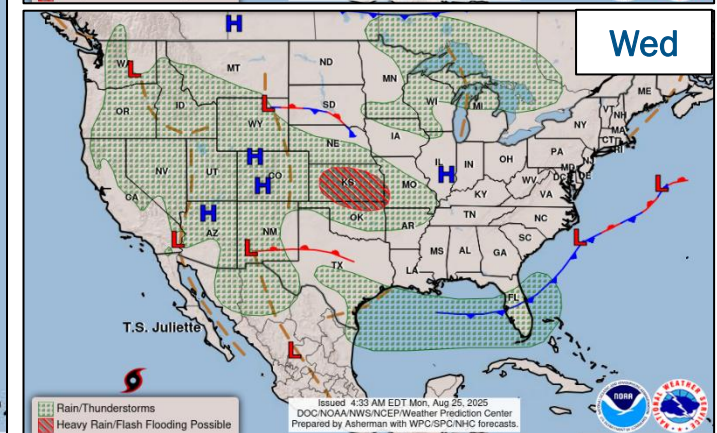 Wed
H
WA
L
MT
ND
MN
ME
OR
ID
L
SD
WI
MI
VT
NH
WY
NY
MA
CT
RI
IA
H
NE
PA
NV
UT
CO
H
IL
IN
OH
MD
NJ
H
DE
DC
KS
MO
WV
VA
L
CA
KY
H
OK
AR
TN
NC
AZ
NM
L
L
L
SC
MS
AL
GA
TX
LA
FL
T.S. Juliette
L
Rain/Thunderstorms
Heavy Rain/Flash Flooding Possible
Issued 4:33 AM EDT Mon, Aug 25, 2025
DOC/NOAA/NWS/NCEP/Weather Prediction Center
Prepared by Asherman with WPC/SPC/NHC forecasts.
NOAA
NATIONAL WEATHER SERVICE